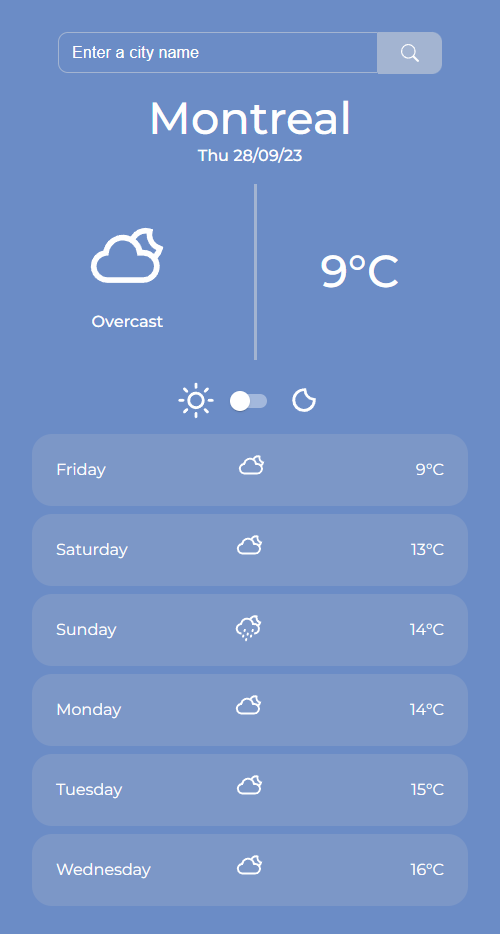 Enter a city name
Montreal
Thu 28/09/23
9°C
Overcast
Friday 9°C
Saturday 13°C
Sunday 14°C
Monday 14°C
Tuesday 15°C
Wednesday 16°C